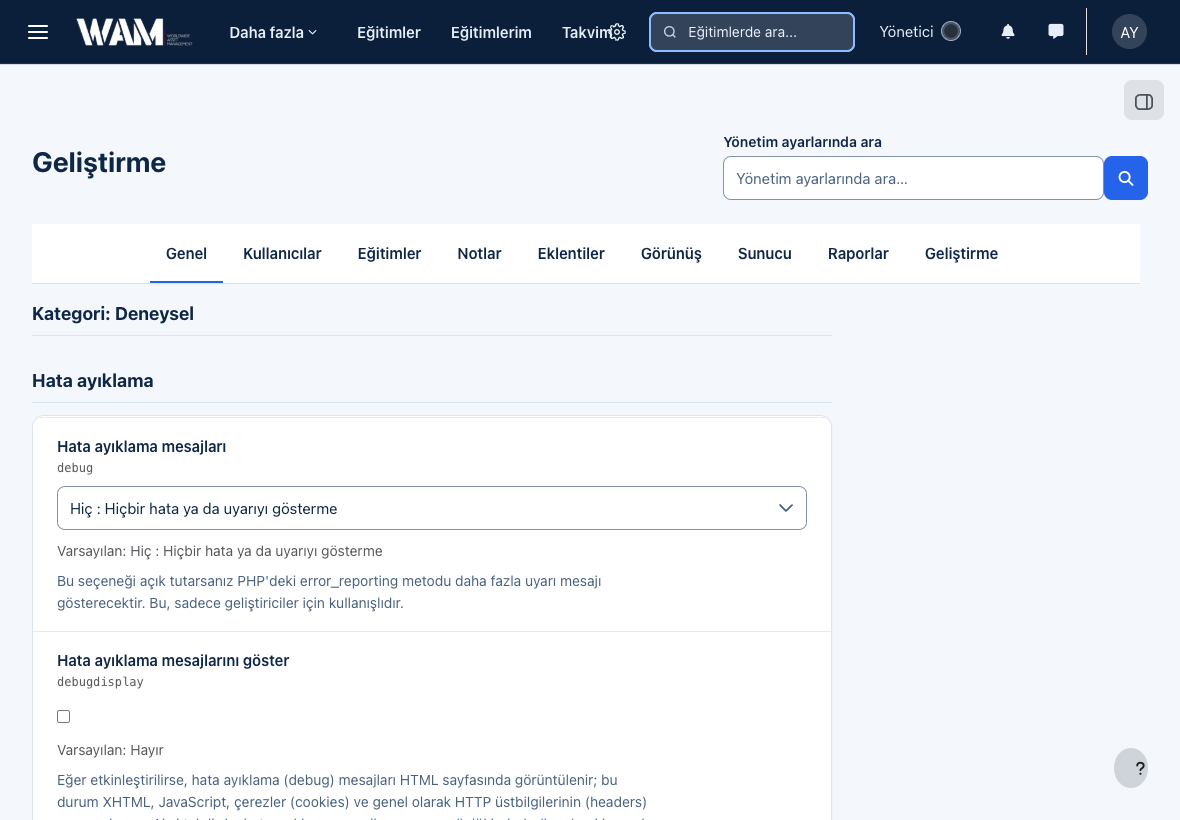 WAM WORLDWIDE ASSET MANAGEMENT
Daha fazla
Eğitimler
Eğitimlerim
Takvim
Eğitimlerde ara...
Yönetici
AY
Geliştirme
Yönetim ayarlarında ara
Yönetim ayarlarında ara...
Genel
Kullanıcılar
Eğitimler
Notlar
Eklentiler
Görünüş
Sunucu
Raporlar
Geliştirme
Kategori: Deneysel
Hata ayıklama
Hata ayıklama mesajları
debug
Hiç : Hiçbir hata ya da uyarıyı gösterme
Varsayılan: Hiç : Hiçbir hata ya da uyarıyı gösterme
Bu seçeneği açık tutarsanız PHP'deki error_reporting metodu daha fazla uyarı mesajı
gösterecektir. Bu, sadece geliştiriciler için kullanışlıdır.
Hata ayıklama mesajlarını göster
debugdisplay
Varsayılan: Hayır
Eğer etkinleştirilirse, hata ayıklama (debug) mesajları HTML sayfasında görüntülenir; bu
durum XHTML, JavaScript, çerezler (cookies) ve genel olarak HTTP üstbilgilerinin (headers)
?